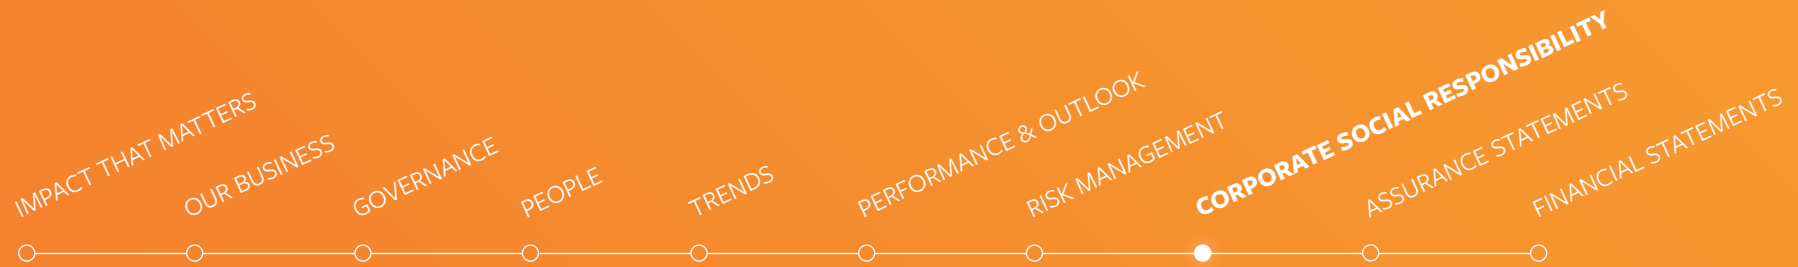 IMPACT THAT MATTERS
OUR BUSINESS
GOVERNANCE
PEOPLE
TRENDS
PERFORMANCE & OUTLOOK
RISK MANAGEMENT
CORPORATE SOCIAL RESPONSIBILITY
ASSURANCE STATEMENTS
FINANCIAL STATEMENTS